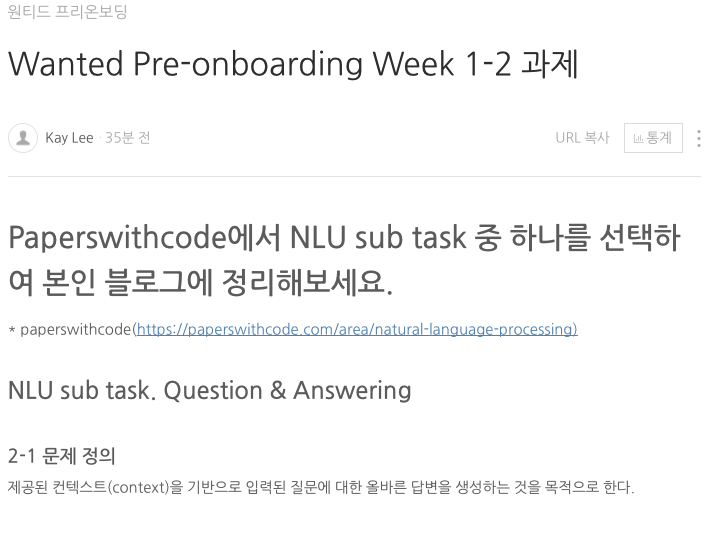 원티드 프리온보딩
Wanted Pre-onboarding Week 1-2 과제
Kay Lee · 35분 전
URL 복사
통계
Paperswithcode에서 NLU sub task 중 하나를 선택하
여 본인 블로그에 정리해보세요.
* paperswithcode(https://paperswithcode.com/area/natural-language-processing)
NLU sub task. Question & Answering
2-1 문제 정의
제공된 컨텍스트(context)을 기반으로 입력된 질문에 대한 올바른 답변을 생성하는 것을 목적으로 한다.